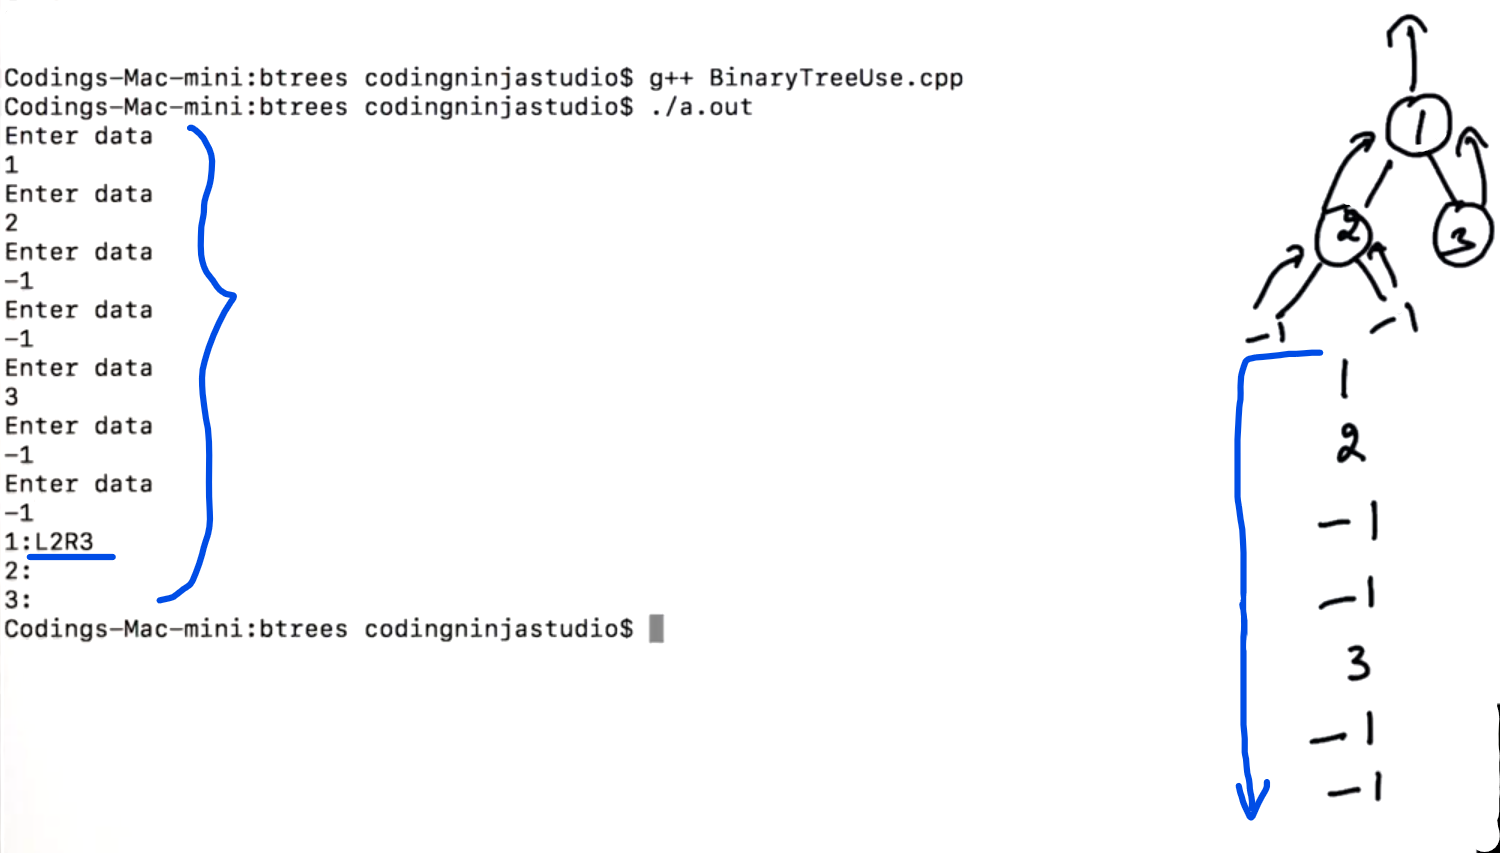 Codings-Mac-mini:btrees codingninjastudio$ g++ BinaryTreeUse.cpp
Codings-Mac-mini:btrees codingninjastudio$ ./a.out
Enter data
1
Enter data
2
Enter data
-1
Enter data
-1
Enter data
3
Enter data
-1
Enter data
-1
1:L2R3
2:
3:
Codings-Mac-mini:btrees codingninjastudio$
1
2 3
-1 -1
1
2
-1
-1
3
-1
-1